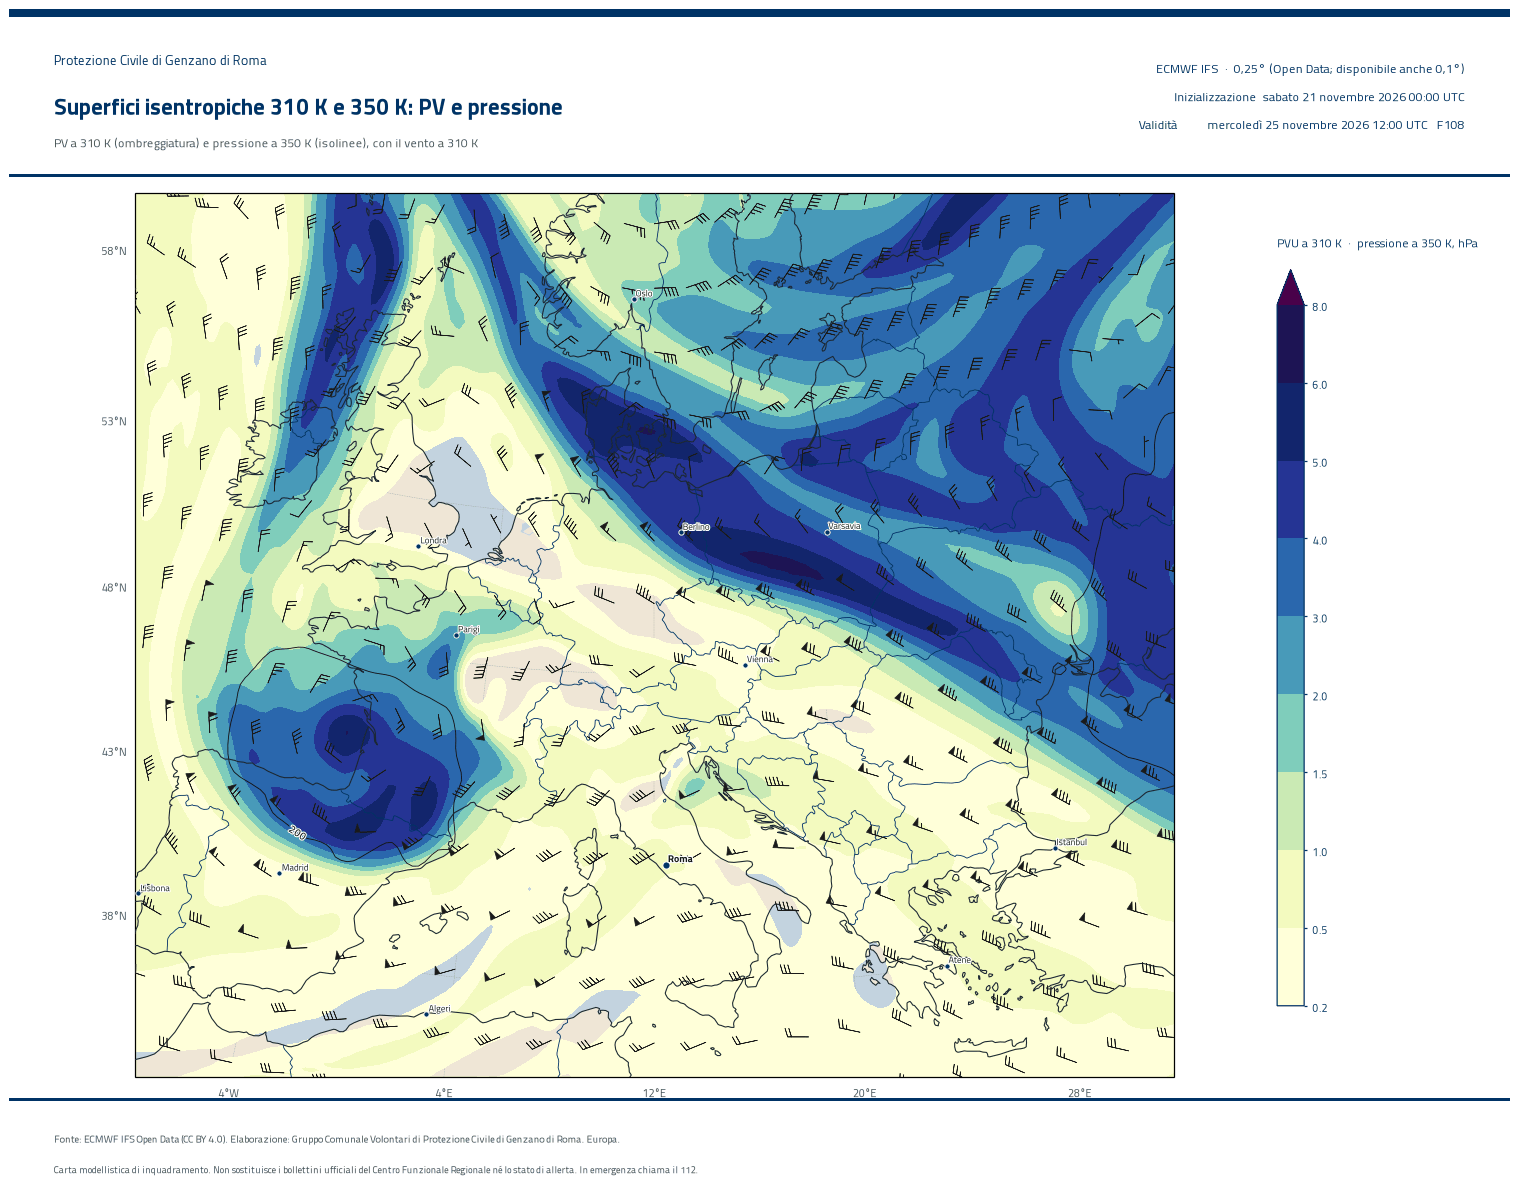 Protezione Civile di Genzano di Roma
Superfici isentropiche 310 K e 350 K: PV e pressione
PV a 310 K (ombreggiatura) e pressione a 350 K (isolinee), con il vento a 310 K
ECMWF IFS · 0,25° (Open Data; disponibile anche 0,1°)
Inizializzazione sabato 21 novembre 2026 00:00 UTC
Validità mercoledì 25 novembre 2026 12:00 UTC F108
PVU a 310 K · pressione a 350 K, hPa
58°N
53°N
48°N
43°N
38°N
4°W
4°E
12°E
20°E
28°E
Oslo
Berlino
Varsavia
Londra
Parigi
Vienna
200
Madrid
Roma
Istanbul
Lisbona
Atene
Algeri
8.0
6.0
5.0
4.0
3.0
2.0
1.5
1.0
0.5
0.2
Fonte: ECMWF IFS Open Data (CC BY 4.0). Elaborazione: Gruppo Comunale Volontari di Protezione Civile di Genzano di Roma. Europa.
Carta modellistica di inquadramento. Non sostituisce i bollettini ufficiali del Centro Funzionale Regionale né lo stato di allerta. In emergenza chiama il 112.